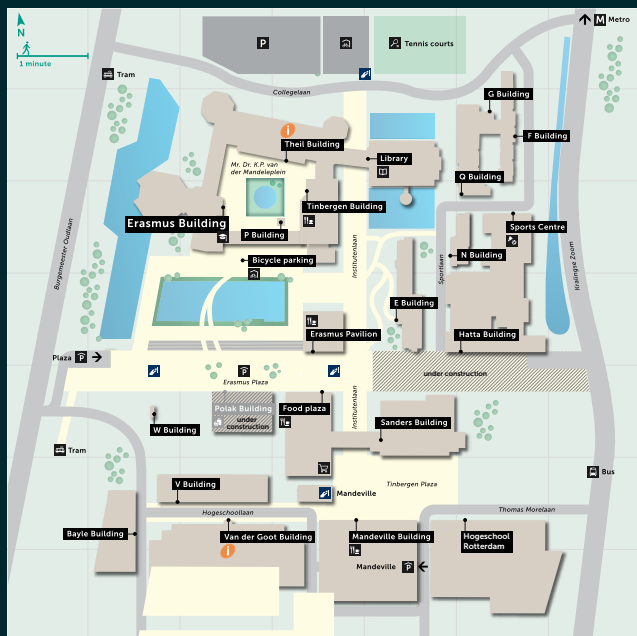 N
1 minute
P
Tennis courts
M Metro
Tram
Collegelaan
G Building
F Building
i
Theil Building
Library
Mr. Dr. K.P. van
der Mandeleplein
Q Building
Tinbergen Building
Erasmus Building
Sports Centre
P Building
N Building
Burgemeester Oudlaan
Institutenlaan
Sportlaan
Kralingse Zoom
Bicycle parking
E Building
Erasmus Pavilion
Hatta Building
Plaza P
P
under construction
Erasmus Plaza
Institutenlaan
Polak Building
under
construction
Food plaza
W Building
Sanders Building
Tram
Bus
V Building
Tinbergen Plaza
Mandeville
Hogeschoollaan
Thomas Morelaan
Bayle Building
Van der Goot Building
i
Mandeville Building
Hogeschool
Rotterdam
Mandeville P